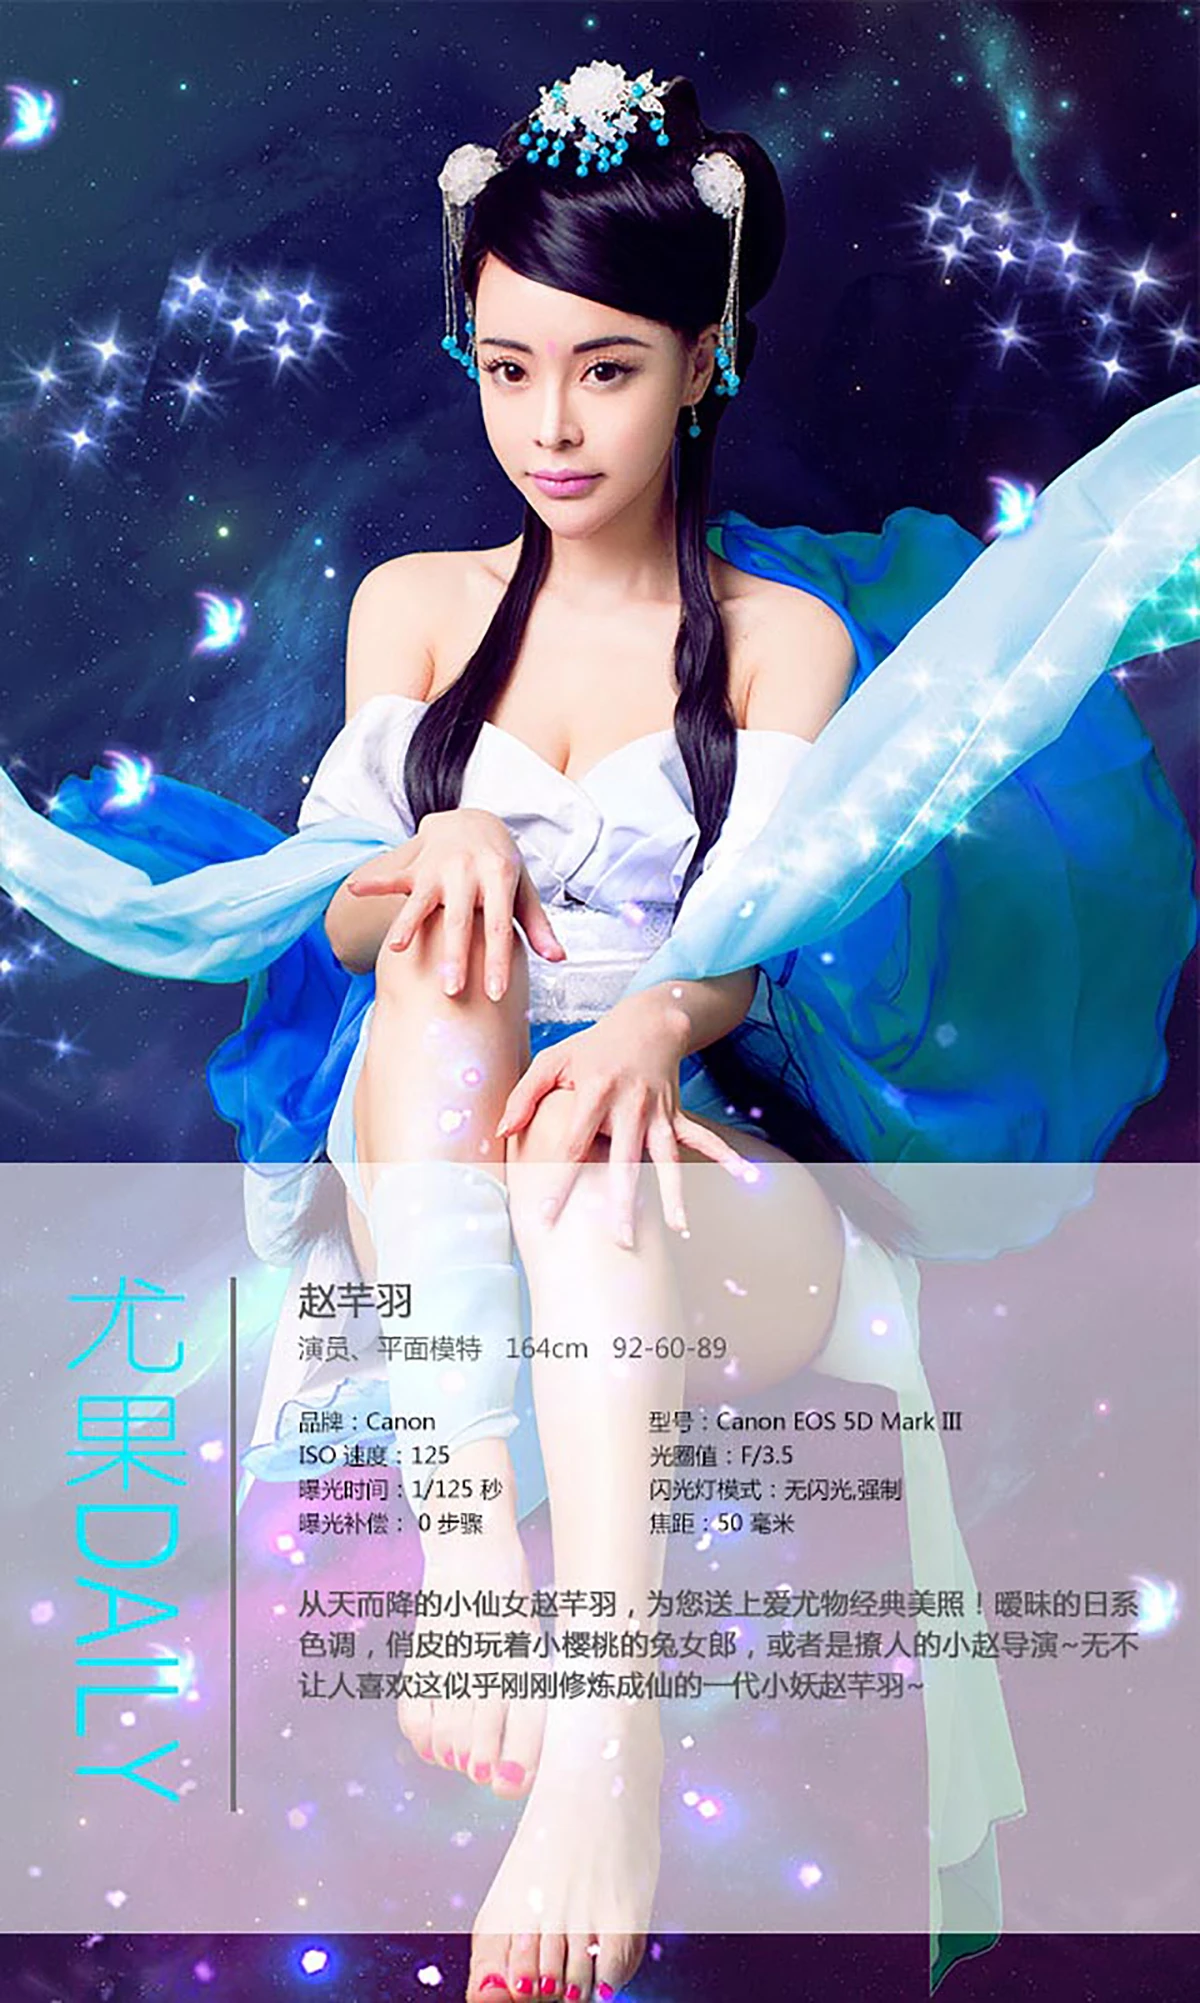 尤果DAILY
赵芊羽
演员、平面模特 164cm 92-60-89
品牌：Canon 型号：Canon EOS 5D Mark III
ISO 速度：125 光圈值：F/3.5
曝光时间：1/125 秒 闪光灯模式：无闪光,强制
曝光补偿： 0 步骤 焦距：50 毫米
从天而降的小仙女赵芊羽，为您送上爱尤物经典美照！暧昧的日系
色调，俏皮的玩着小樱桃的兔女郎，或者是撩人的小赵导演~无不
让人喜欢这似乎刚刚修炼成仙的一代小妖赵芊羽~